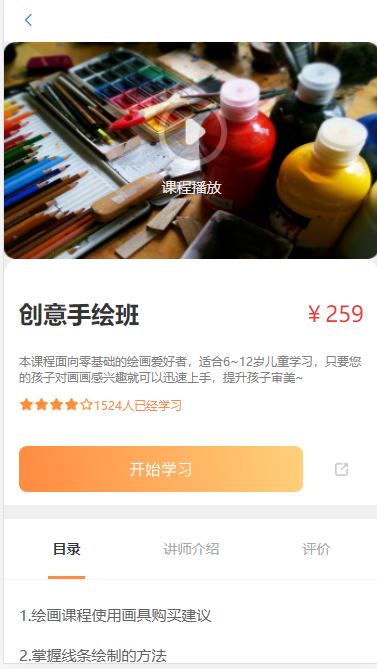 课程播放
创意手绘班
￥259
本课程面向零基础的绘画爱好者，适合6~12岁儿童学习，只要您
的孩子对画画感兴趣就可以迅速上手，提升孩子审美~
1524人已经学习
开始学习
目录 讲师介绍 评价
1.绘画课程使用画具购买建议
2.掌握线条绘制的方法